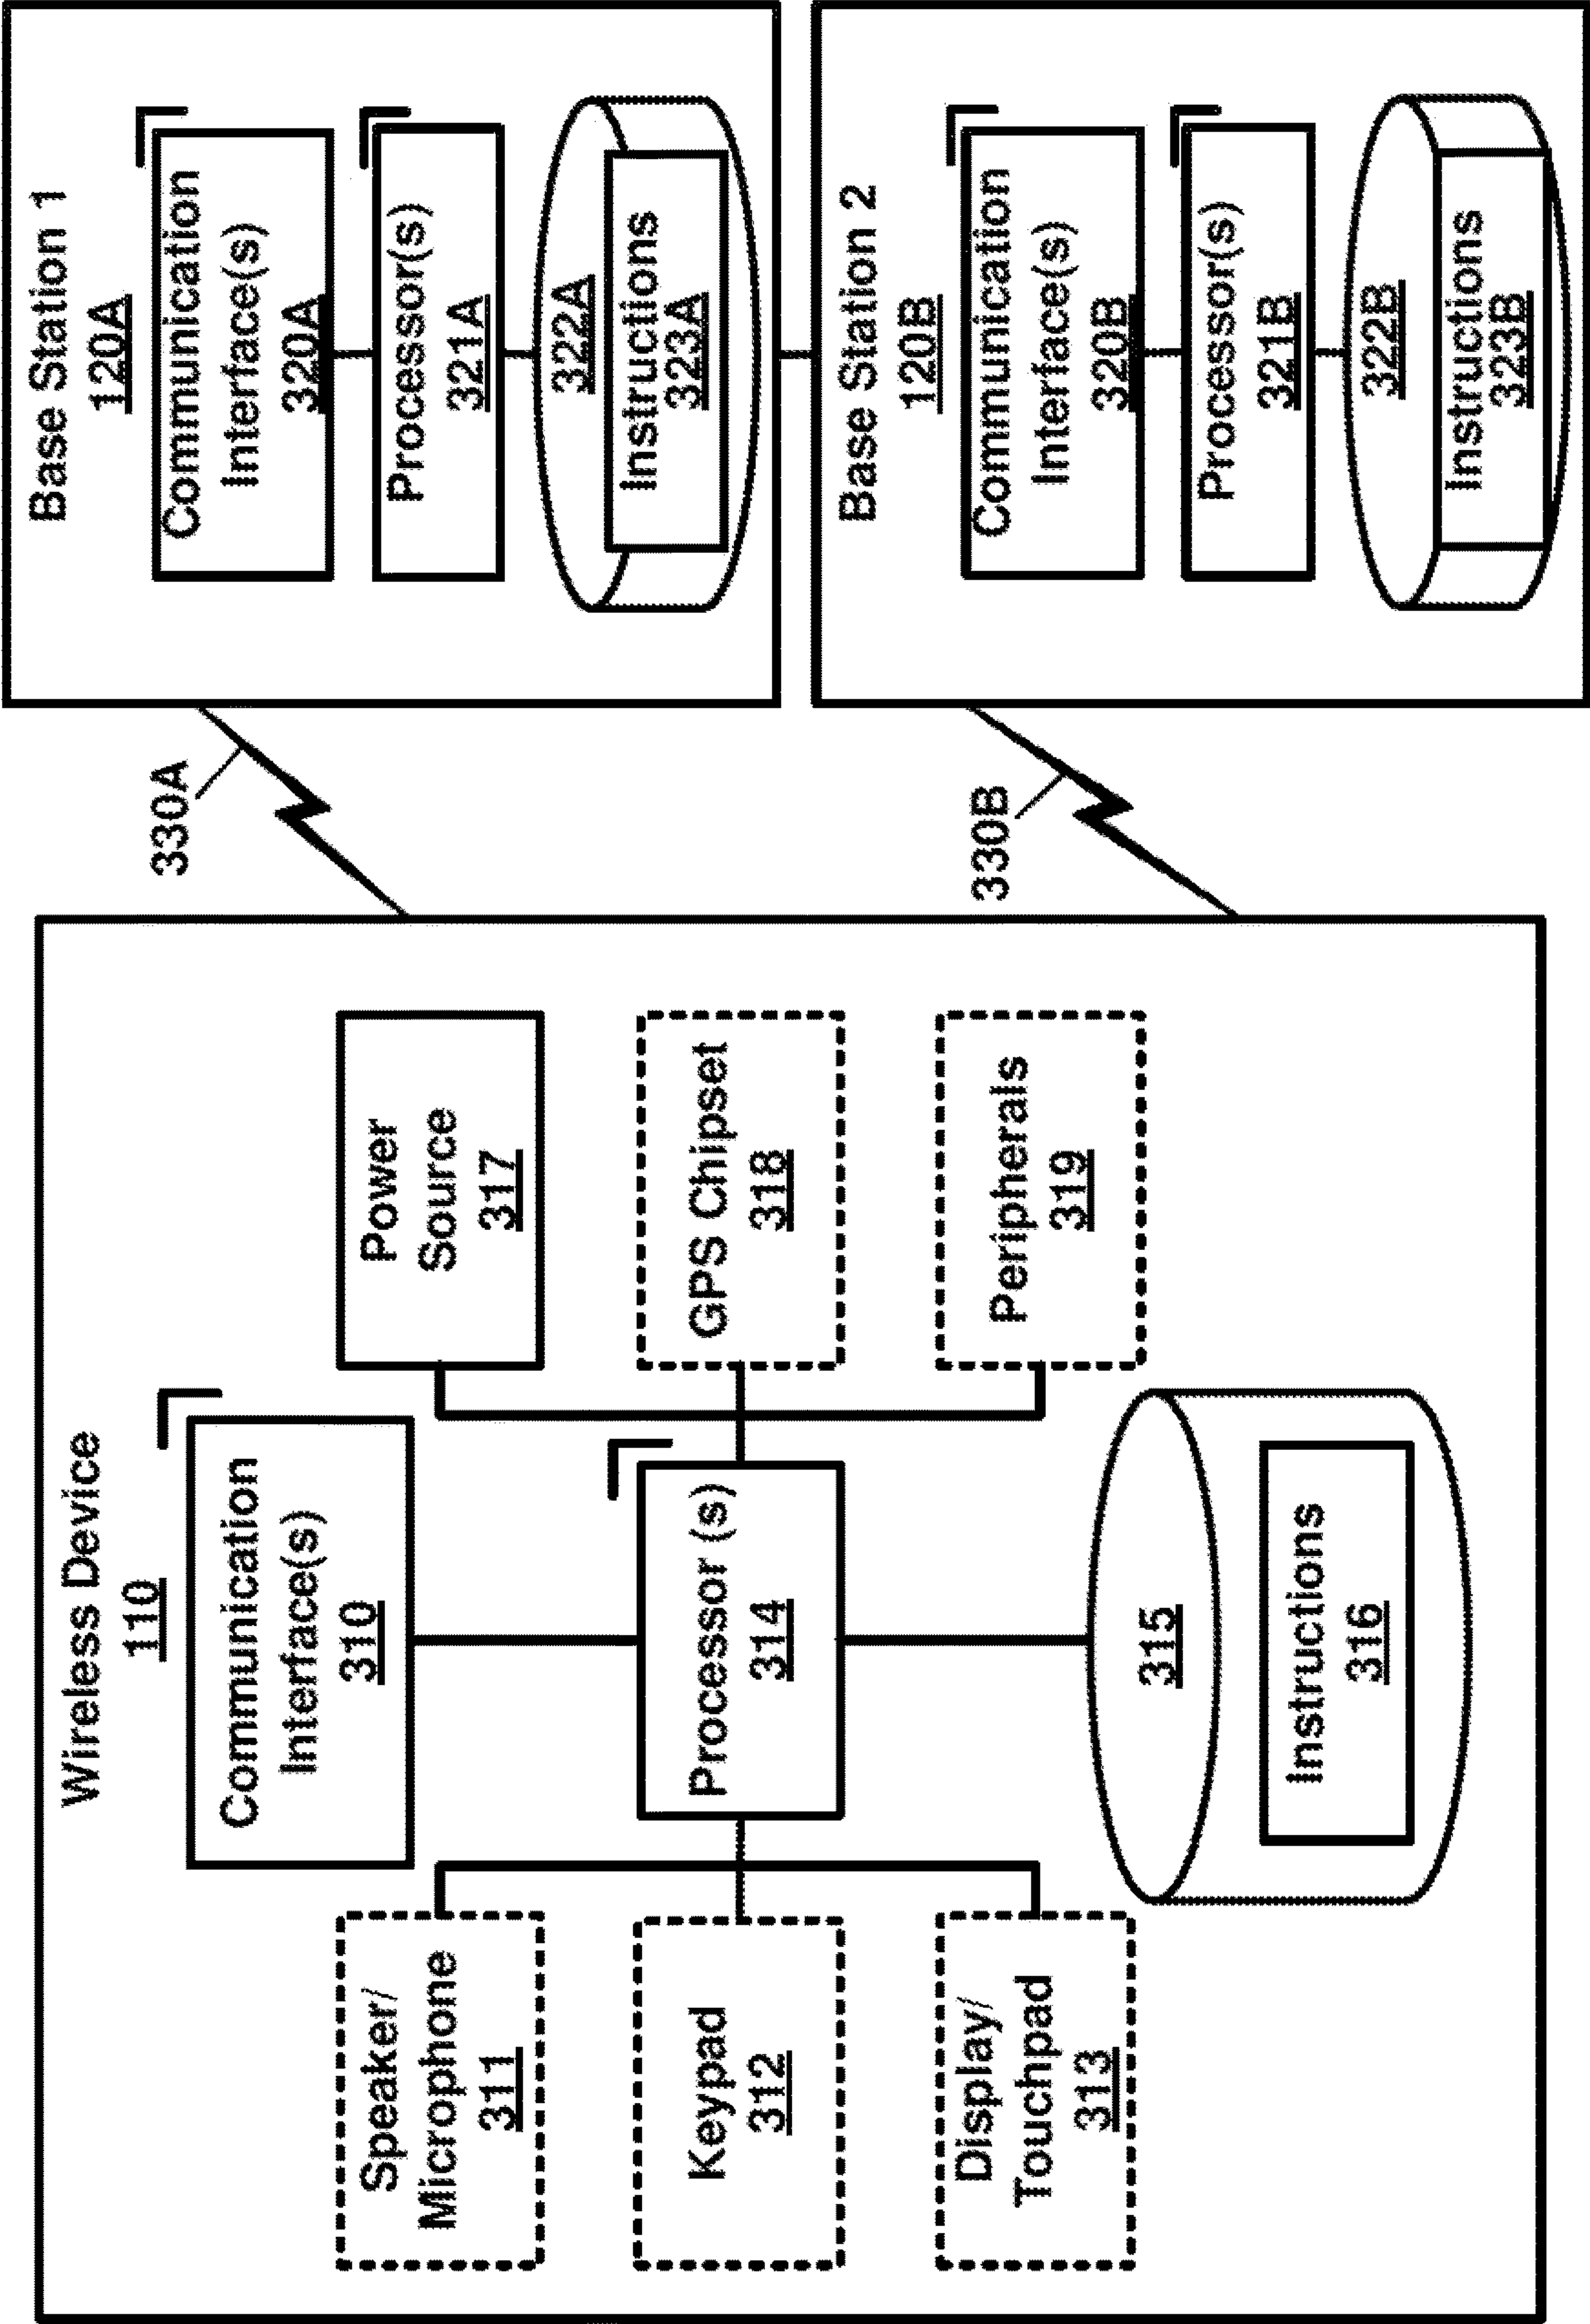 Wireless Device
110
Communication
Interface(s)
310
Speaker/
Microphone
311
Power
Source
317
Keypad
312
Processor (s)
314
GPS Chipset
318
Display/
Touchpad
313
Peripherals
319
315
Instructions
316
330A
330B
Base Station 1
120A
Communication
Interface(s)
320A
Processor(s)
321A
322A
Instructions
323A
Base Station 2
120B
Communication
Interface(s)
320B
Processor(s)
321B
322B
Instructions
323B